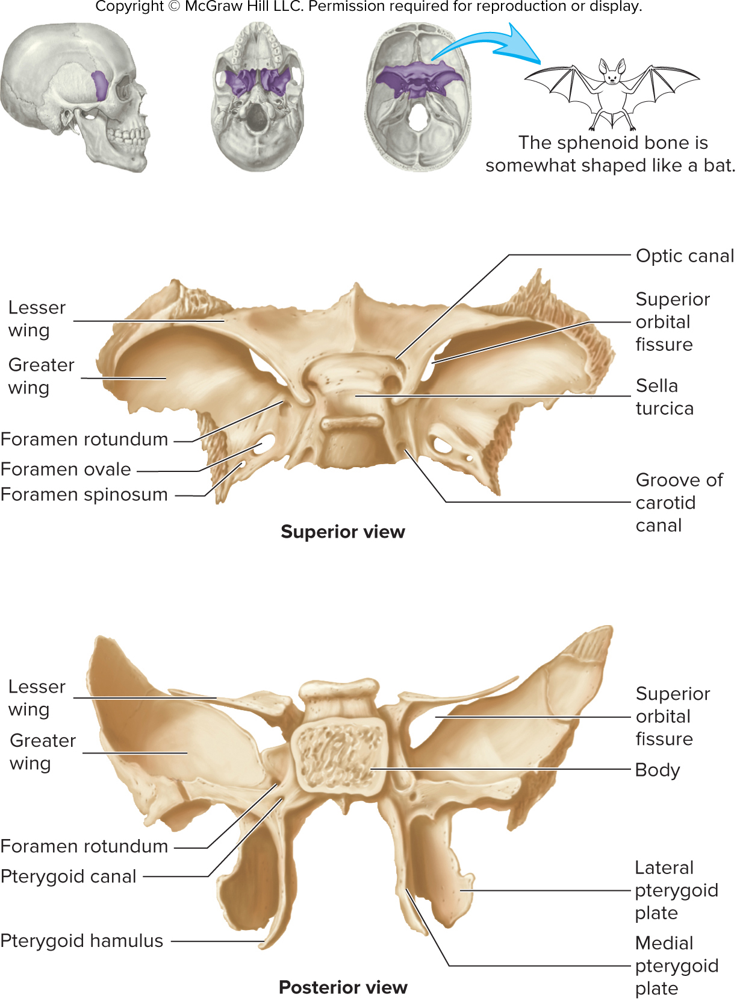 Copyright © McGraw Hill LLC. Permission required for reproduction or display.
The sphenoid bone is
somewhat shaped like a bat.
Optic canal
Lesser
wing
Superior
orbital
fissure
Greater
wing
Sella
turcica
Foramen rotundum
Foramen ovale
Foramen spinosum
Groove of
carotid
canal
Superior view
Lesser
wing
Superior
orbital
fissure
Greater
wing
Body
Foramen rotundum
Pterygoid canal
Lateral
pterygoid
plate
Pterygoid hamulus
Medial
pterygoid
plate
Posterior view